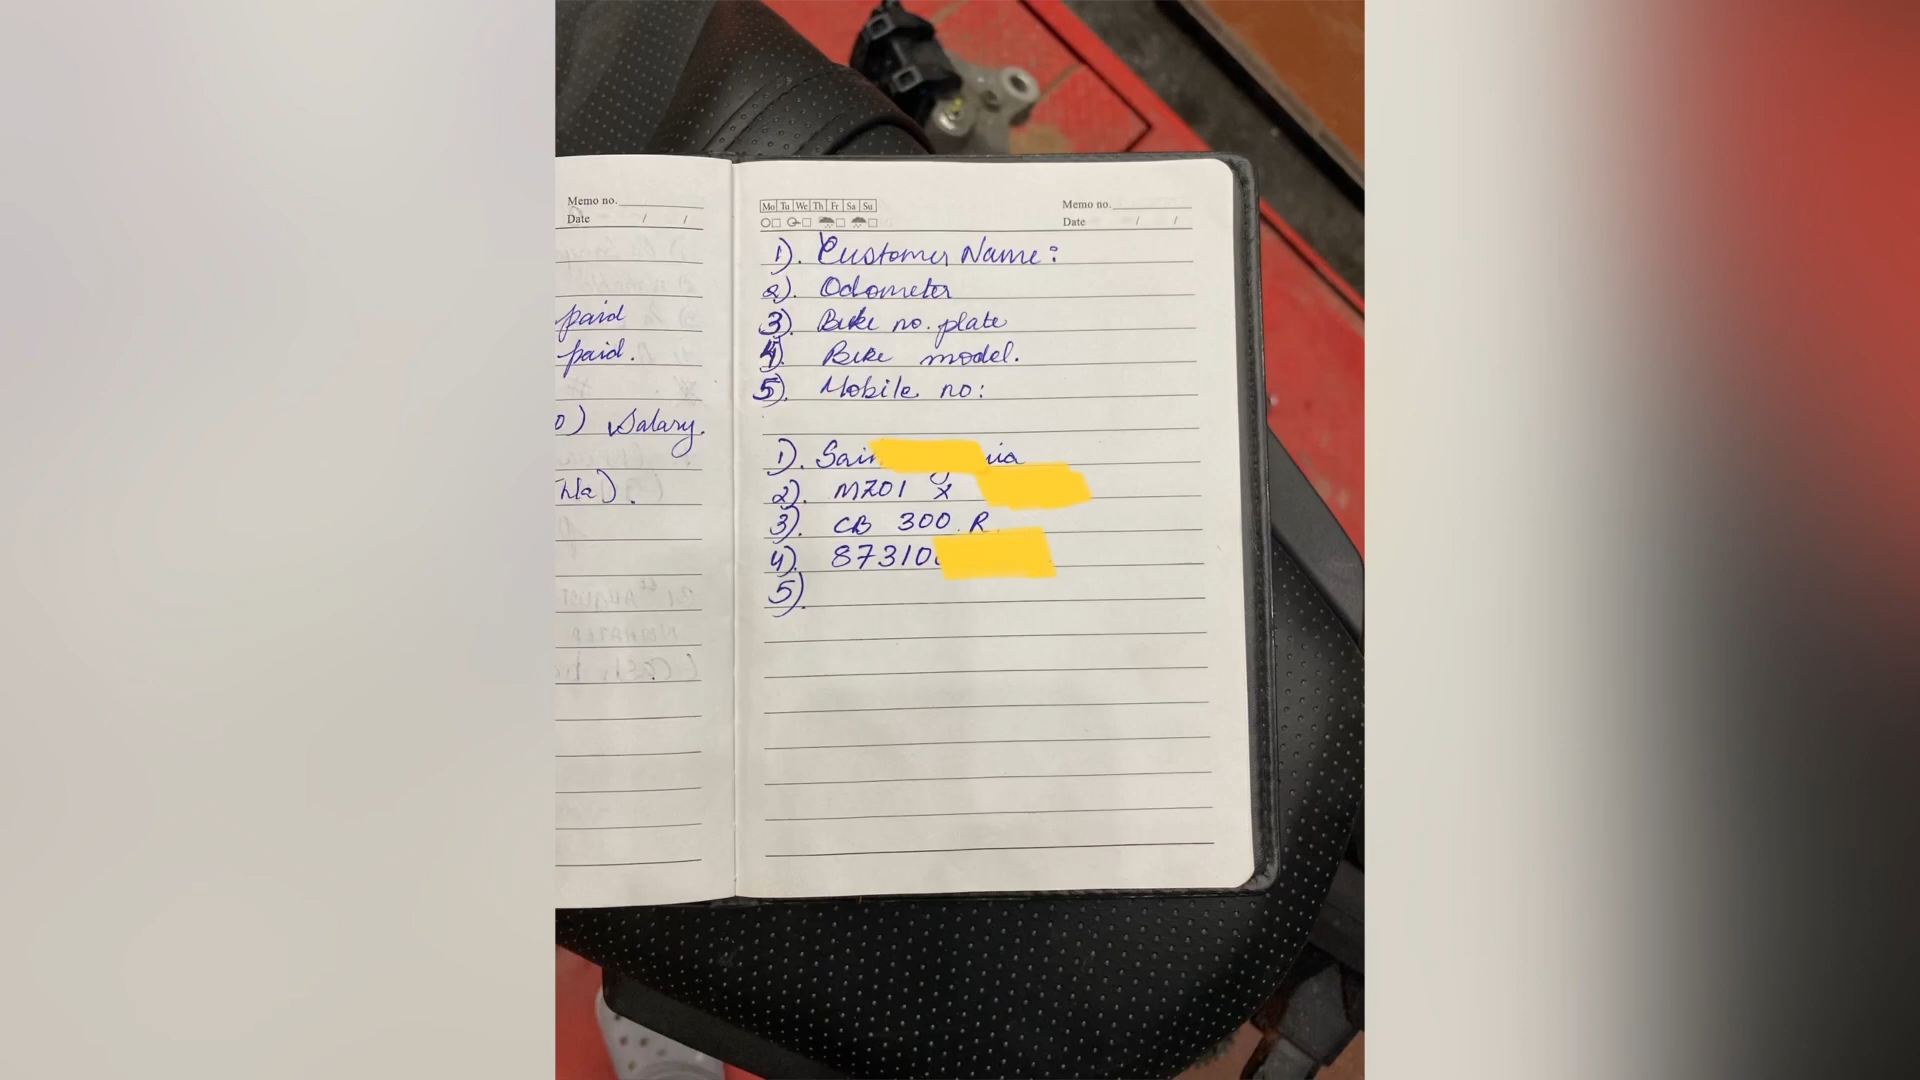 Memo no.
Date / /
paid
paid.
0) Salary.
Mo Tu We Th Fr Sa Su
Memo no.
Date / /
1). Customer Name:
2). Odometer
3). Bike no. plate
4). Bike model.
5). Mobile no:
1). Sain nia
2). MZ01
3). CB 300 R.
4). 87310
5).